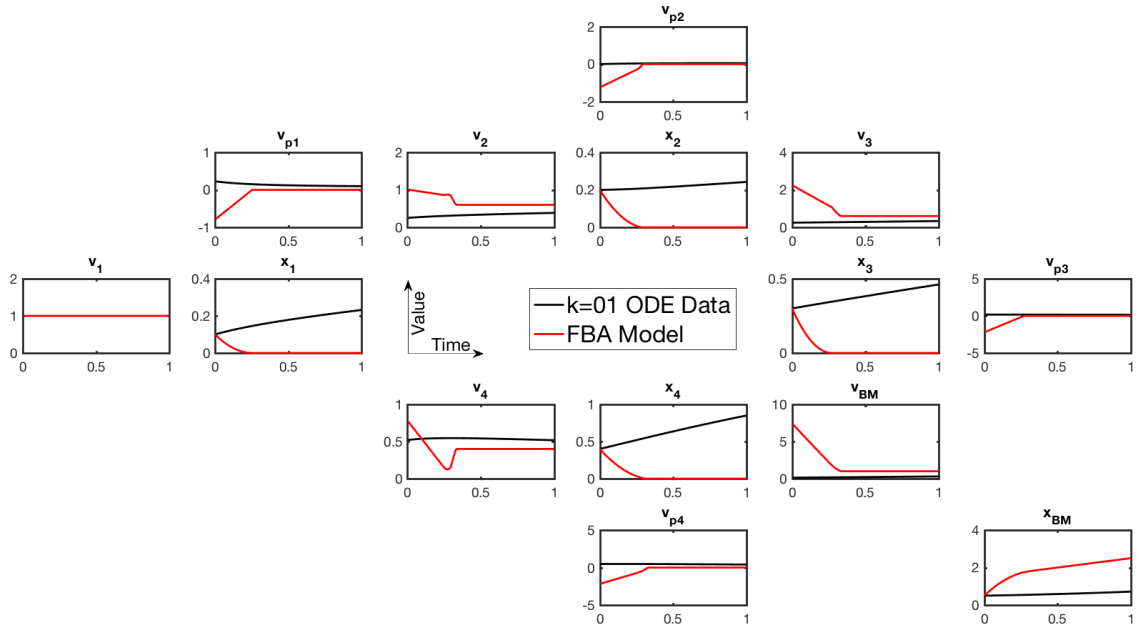 v_p2
2
0
-2
0 0.5 1
v_p1 v_2 x_2 v_3
1 2 0.4 4
0 1 0.2 2
-1 0 0 0
0 0.5 1 0 0.5 1 0 0.5 1 0 0.5 1
v_1 x_1 x_3 v_p3
2 0.4 0.5 5
1 0.2 0
0 0 0 -5
0 0.5 1 0 0.5 1 0 0.5 1 0 0.5 1
Value
Time
k=01 ODE Data
FBA Model
v_4 x_4 v_BM
1 1 10
0.5 0.5 5
0 0 0
0 0.5 1 0 0.5 1 0 0.5 1
v_p4 x_BM
5 4
0 2
-5 0
0 0.5 1 0 0.5 1